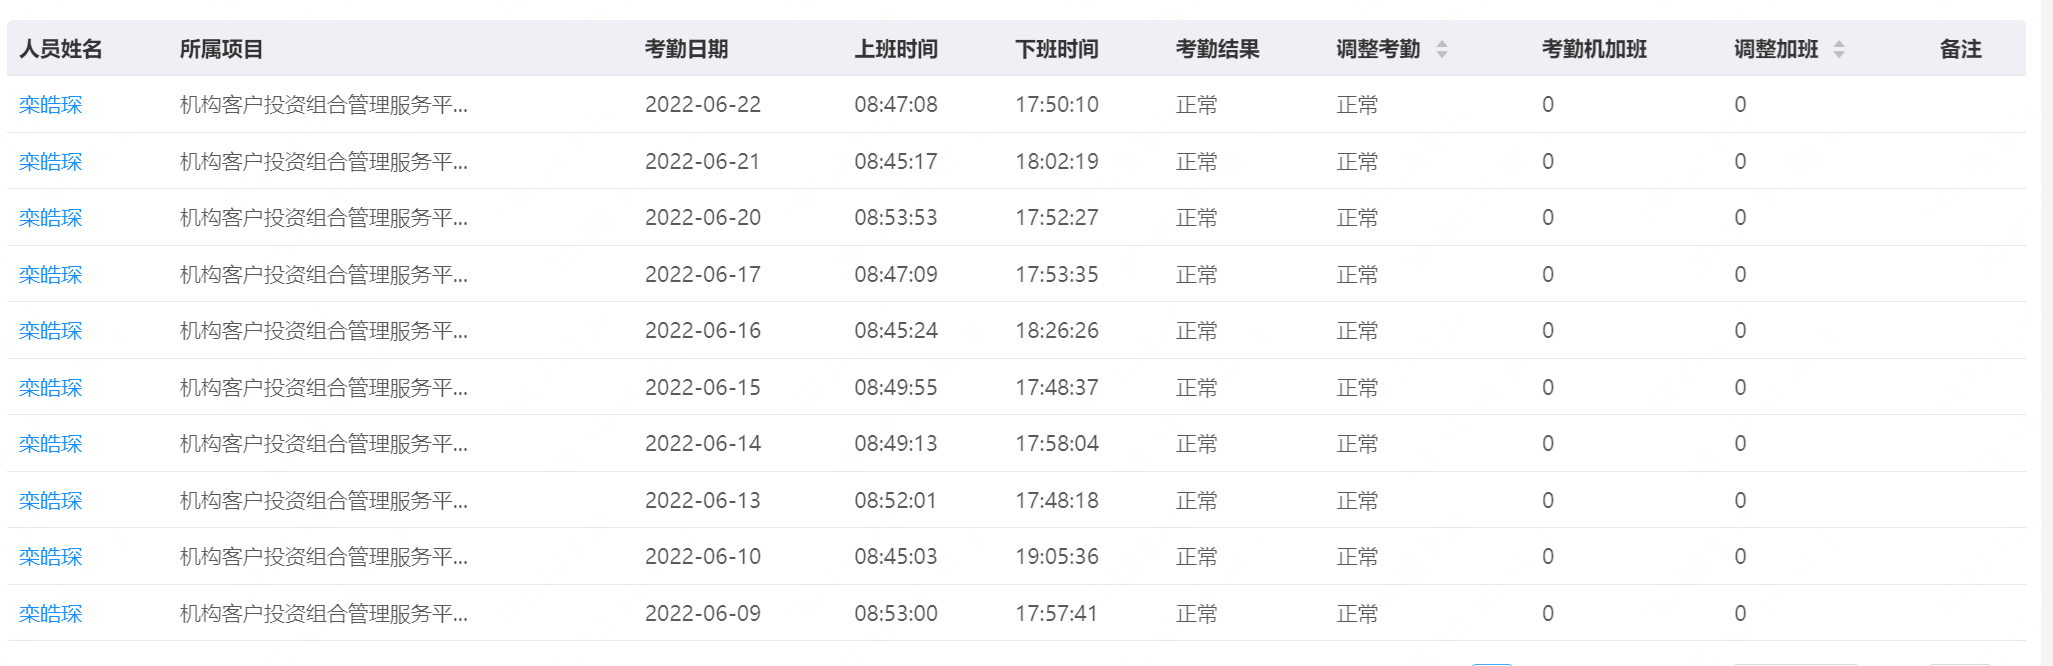 人员姓名 所属项目 考勤日期 上班时间 下班时间 考勤结果 调整考勤 考勤机加班 调整加班 备注
栾皓琛 机构客户投资组合管理服务平... 2022-06-22 08:47:08 17:50:10 正常 正常 0 0
栾皓琛 机构客户投资组合管理服务平... 2022-06-21 08:45:17 18:02:19 正常 正常 0 0
栾皓琛 机构客户投资组合管理服务平... 2022-06-20 08:53:53 17:52:27 正常 正常 0 0
栾皓琛 机构客户投资组合管理服务平... 2022-06-17 08:47:09 17:53:35 正常 正常 0 0
栾皓琛 机构客户投资组合管理服务平... 2022-06-16 08:45:24 18:26:26 正常 正常 0 0
栾皓琛 机构客户投资组合管理服务平... 2022-06-15 08:49:55 17:48:37 正常 正常 0 0
栾皓琛 机构客户投资组合管理服务平... 2022-06-14 08:49:13 17:58:04 正常 正常 0 0
栾皓琛 机构客户投资组合管理服务平... 2022-06-13 08:52:01 17:48:18 正常 正常 0 0
栾皓琛 机构客户投资组合管理服务平... 2022-06-10 08:45:03 19:05:36 正常 正常 0 0
栾皓琛 机构客户投资组合管理服务平... 2022-06-09 08:53:00 17:57:41 正常 正常 0 0